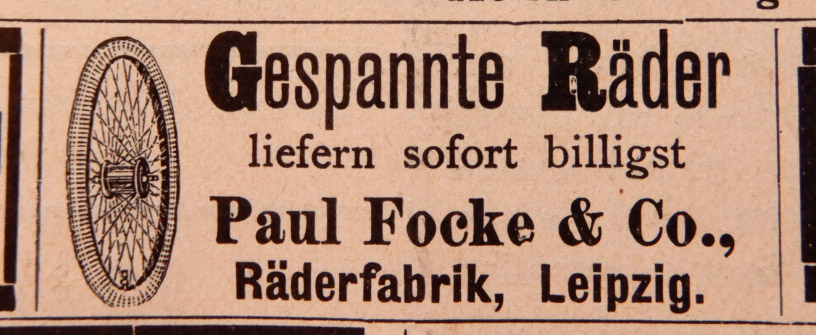 Gespannte Räder
liefern sofort billigst
Paul Focke & Co.,
Räderfabrik, Leipzig.